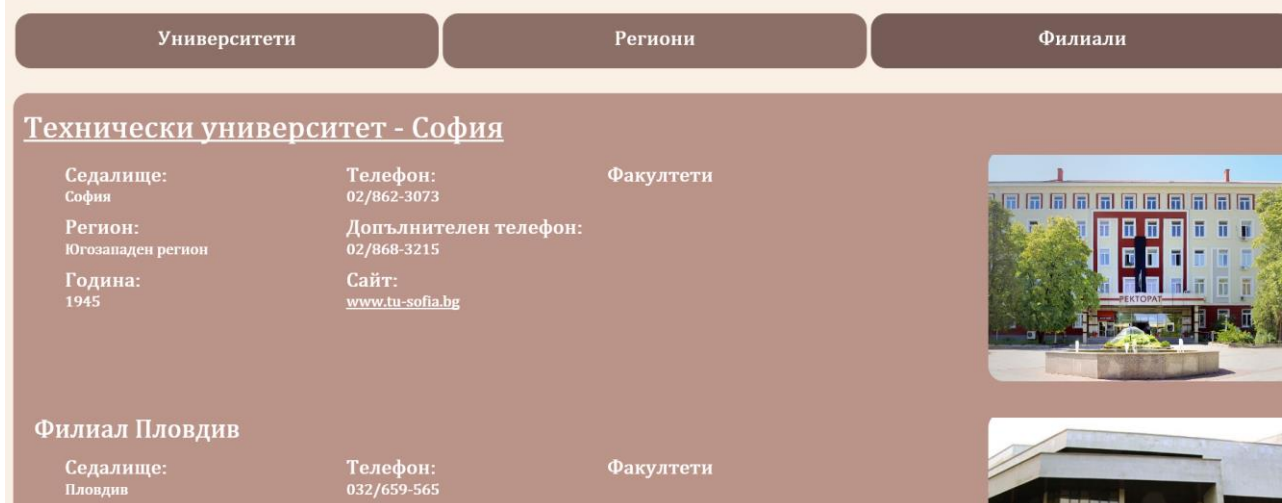 Университети
Региони
Филиали
Технически университет - София
Седалище:
София
Телефон:
02/862-3073
Факултети
Регион:
Югозападен регион
Допълнителен телефон:
02/868-3215
Година:
1945
Сайт:
www.tu-sofia.bg
РЕКТОРАТ
Филиал Пловдив
Седалище:
Пловдив
Телефон:
032/659-565
Факултети